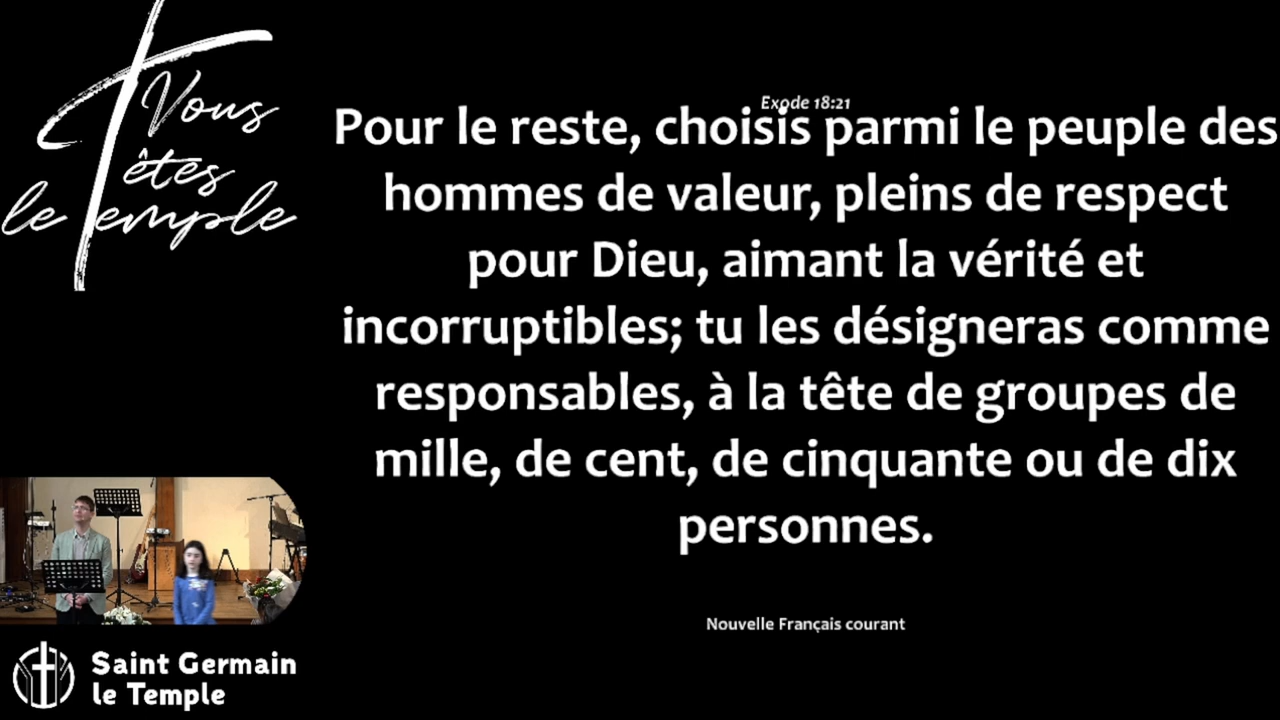 Vous
êtes
le Temple
Exode 18:21
Pour le reste, choisis parmi le peuple des
hommes de valeur, pleins de respect
pour Dieu, aimant la vérité et
incorruptibles; tu les désigneras comme
responsables, à la tête de groupes de
mille, de cent, de cinquante ou de dix
personnes.
Nouvelle Français courant
Saint Germain
le Temple